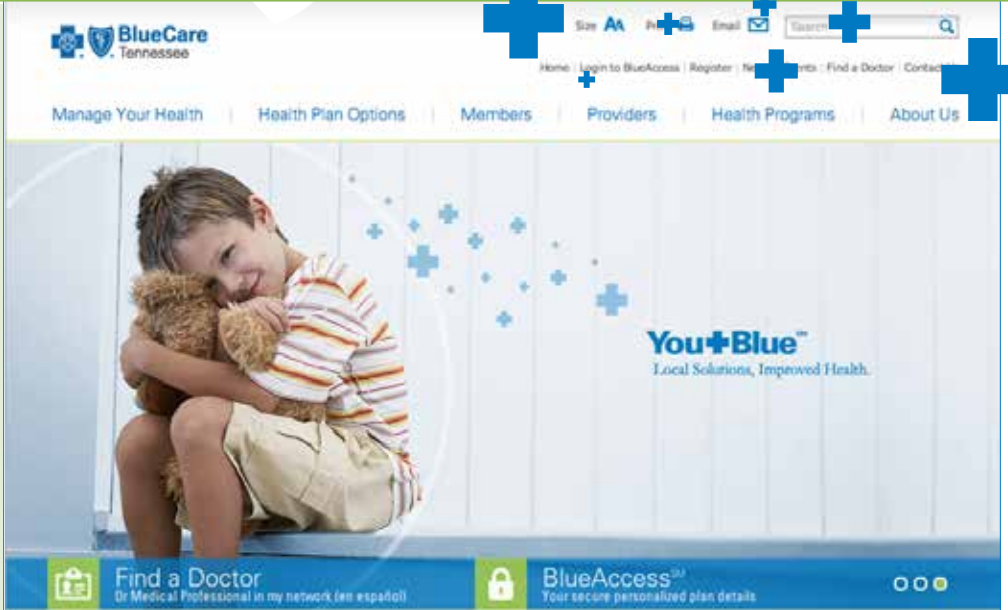 BlueCare
Tennessee
Size AA Email Search
Home | Login to BlueAccess | Register | | Find a Doctor | Contact
Manage Your Health | Health Plan Options | Members | Providers | Health Programs | About Us
You+Blue℠
Local Solutions, Improved Health.
Find a Doctor
Or Medical Professional in my network (en español)
BlueAccess℠
Your secure personalized plan details